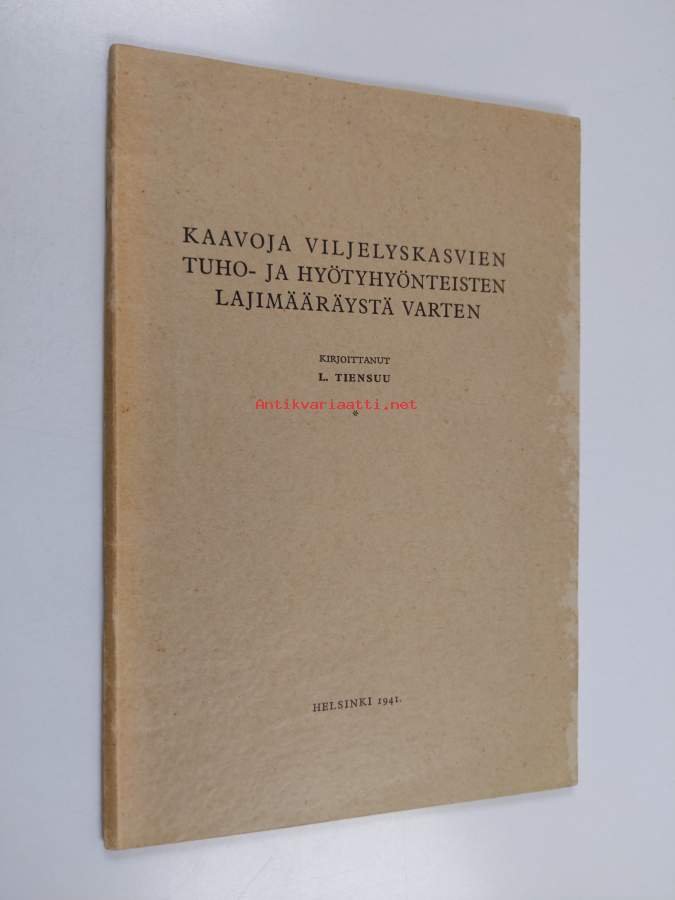 KAAVOJA VILJELYSKASVIEN
TUHO- JA HYÖTYHYÖNTEISTEN
LAJIMÄÄRÄYSTÄ VARTEN
KIRJOITTANUT
L. TIENSUU
Antikvariaatti.net
*
HELSINKI 1941.